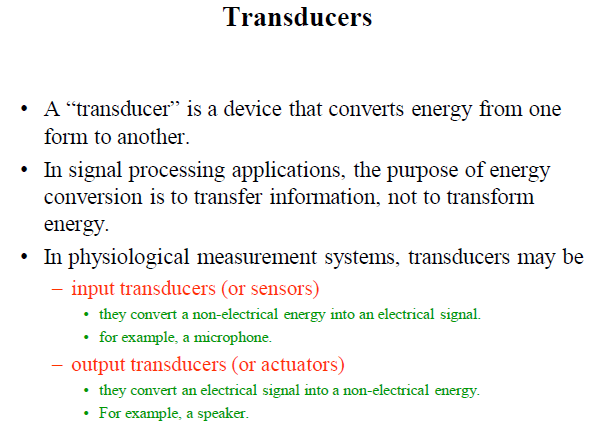 Transducers
• A “transducer” is a device that converts energy from one
form to another.
• In signal processing applications, the purpose of energy
conversion is to transfer information, not to transform
energy.
• In physiological measurement systems, transducers may be
– input transducers (or sensors)
• they convert a non-electrical energy into an electrical signal.
• for example, a microphone.
– output transducers (or actuators)
• they convert an electrical signal into a non-electrical energy.
• For example, a speaker.